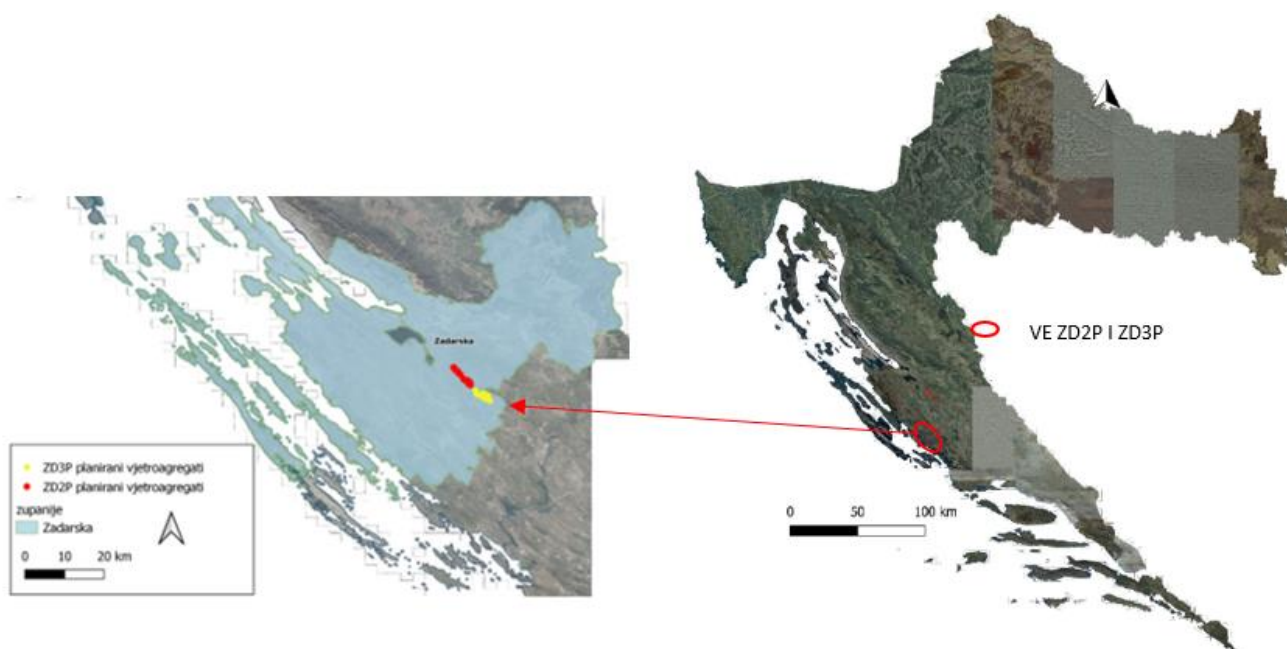 Zadarska
ZD3P planirani vjetroagregati
ZD2P planirani vjetroagregati
zupanije
Zadarska
0 10 20 km
VE ZD2P I ZD3P
0 50 100 km